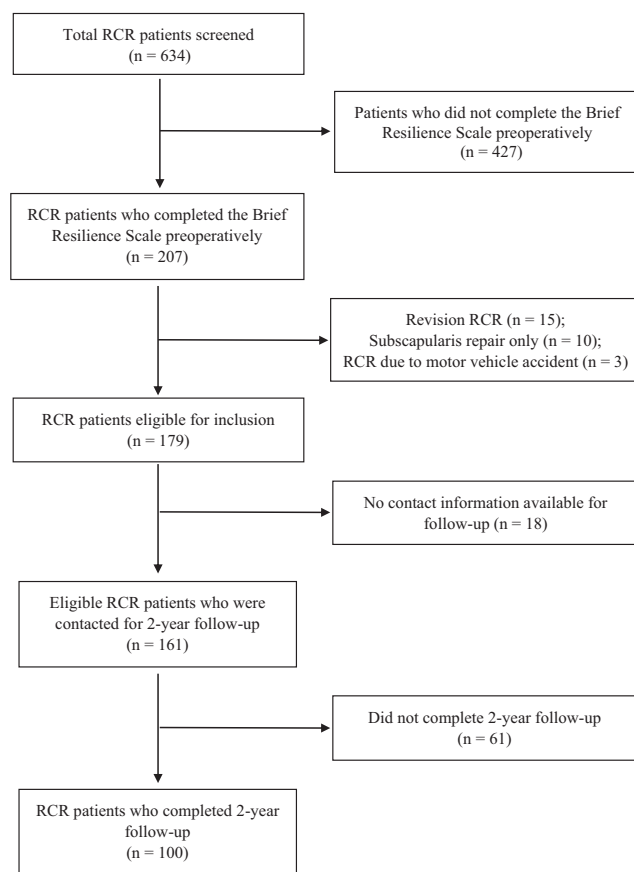 Total RCR patients screened
(n = 634)
Patients who did not complete the Brief
Resilience Scale preoperatively
(n = 427)
RCR patients who completed the Brief
Resilience Scale preoperatively
(n = 207)
Revision RCR (n = 15);
Subscapularis repair only (n = 10);
RCR due to motor vehicle accident (n = 3)
RCR patients eligible for inclusion
(n = 179)
No contact information available for
follow-up (n = 18)
Eligible RCR patients who were
contacted for 2-year follow-up
(n = 161)
Did not complete 2-year follow-up
(n = 61)
RCR patients who completed 2-year
follow-up
(n = 100)